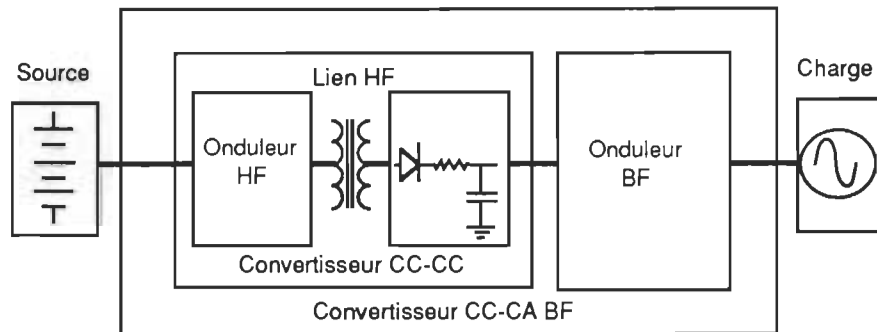 Source
Lien HF
Charge
Onduleur
HF
Onduleur
BF
Convertisseur CC-CC
Convertisseur CC-CA BF